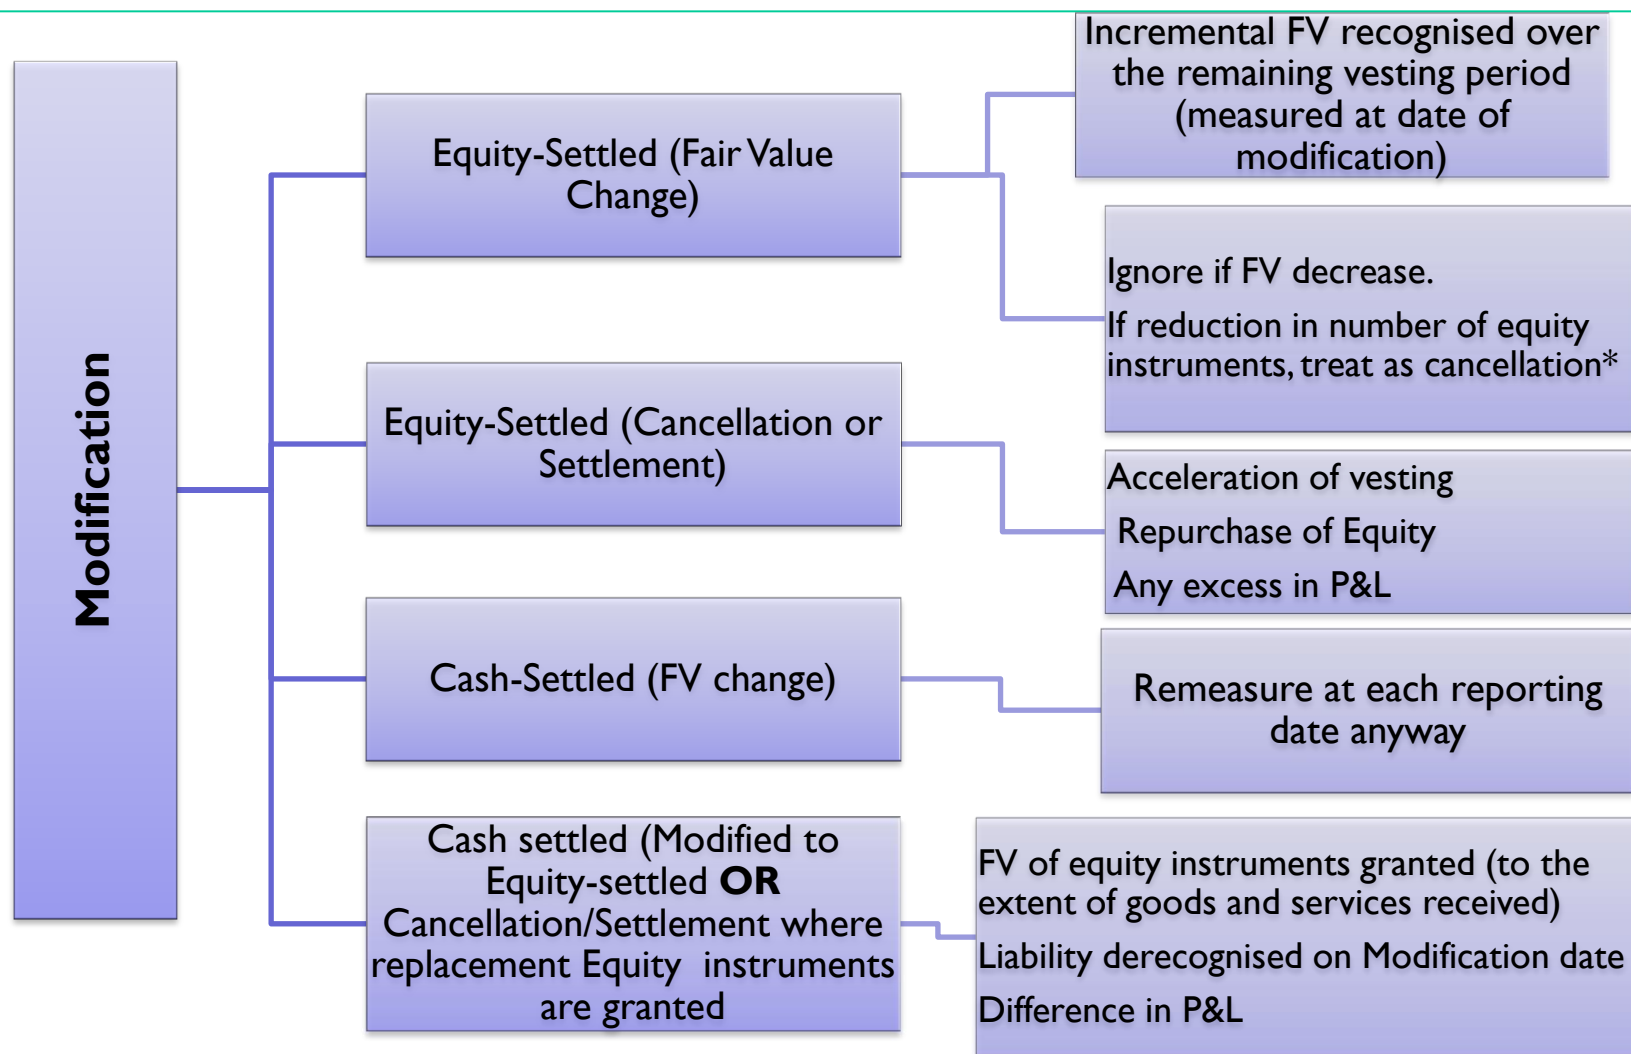 Modification
Equity-Settled (Fair Value
Change)
Incremental FV recognised over
the remaining vesting period
(measured at date of
modification)
Ignore if FV decrease.
If reduction in number of equity
instruments, treat as cancellation*
Equity-Settled (Cancellation or
Settlement)
Acceleration of vesting
Repurchase of Equity
Any excess in P&L
Cash-Settled (FV change)
Remeasure at each reporting
date anyway
Cash settled (Modified to
Equity-settled OR
Cancellation/Settlement where
replacement Equity instruments
are granted
FV of equity instruments granted (to the
extent of goods and services received)
Liability derecognised on Modification date
Difference in P&L